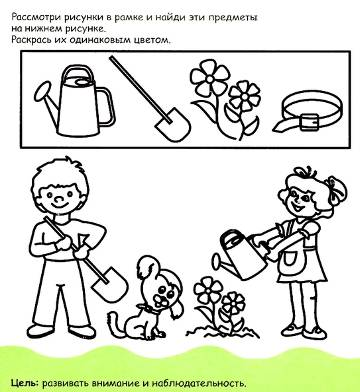 Рассмотри рисунки в рамке и найди эти предметы
на нижнем рисунке.
Раскрась их одинаковым цветом.
Цель: развивать внимание и наблюдательность.